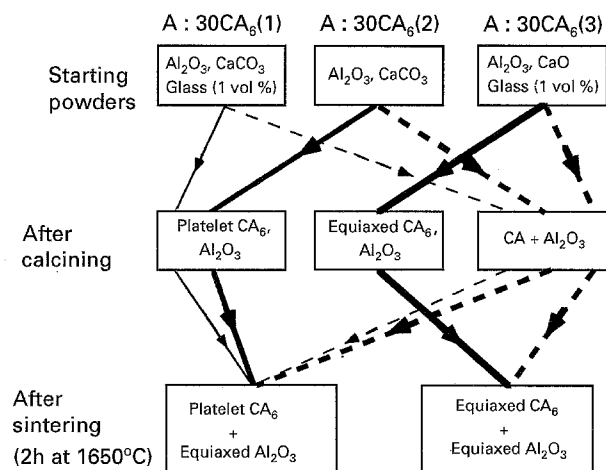 A : 30CA₆(1) A : 30CA₆(2) A : 30CA₆(3)
Starting
powders
Al₂O₃, CaCO₃
Glass (1 vol %)
Al₂O₃, CaCO₃
Al₂O₃, CaO
Glass (1 vol %)
After
calcining
Platelet CA₆,
Al₂O₃
Equiaxed CA₆,
Al₂O₃
CA + Al₂O₃
After
sintering
(2h at 1650°C)
Platelet CA₆
+
Equiaxed Al₂O₃
Equiaxed CA₆
+
Equiaxed Al₂O₃